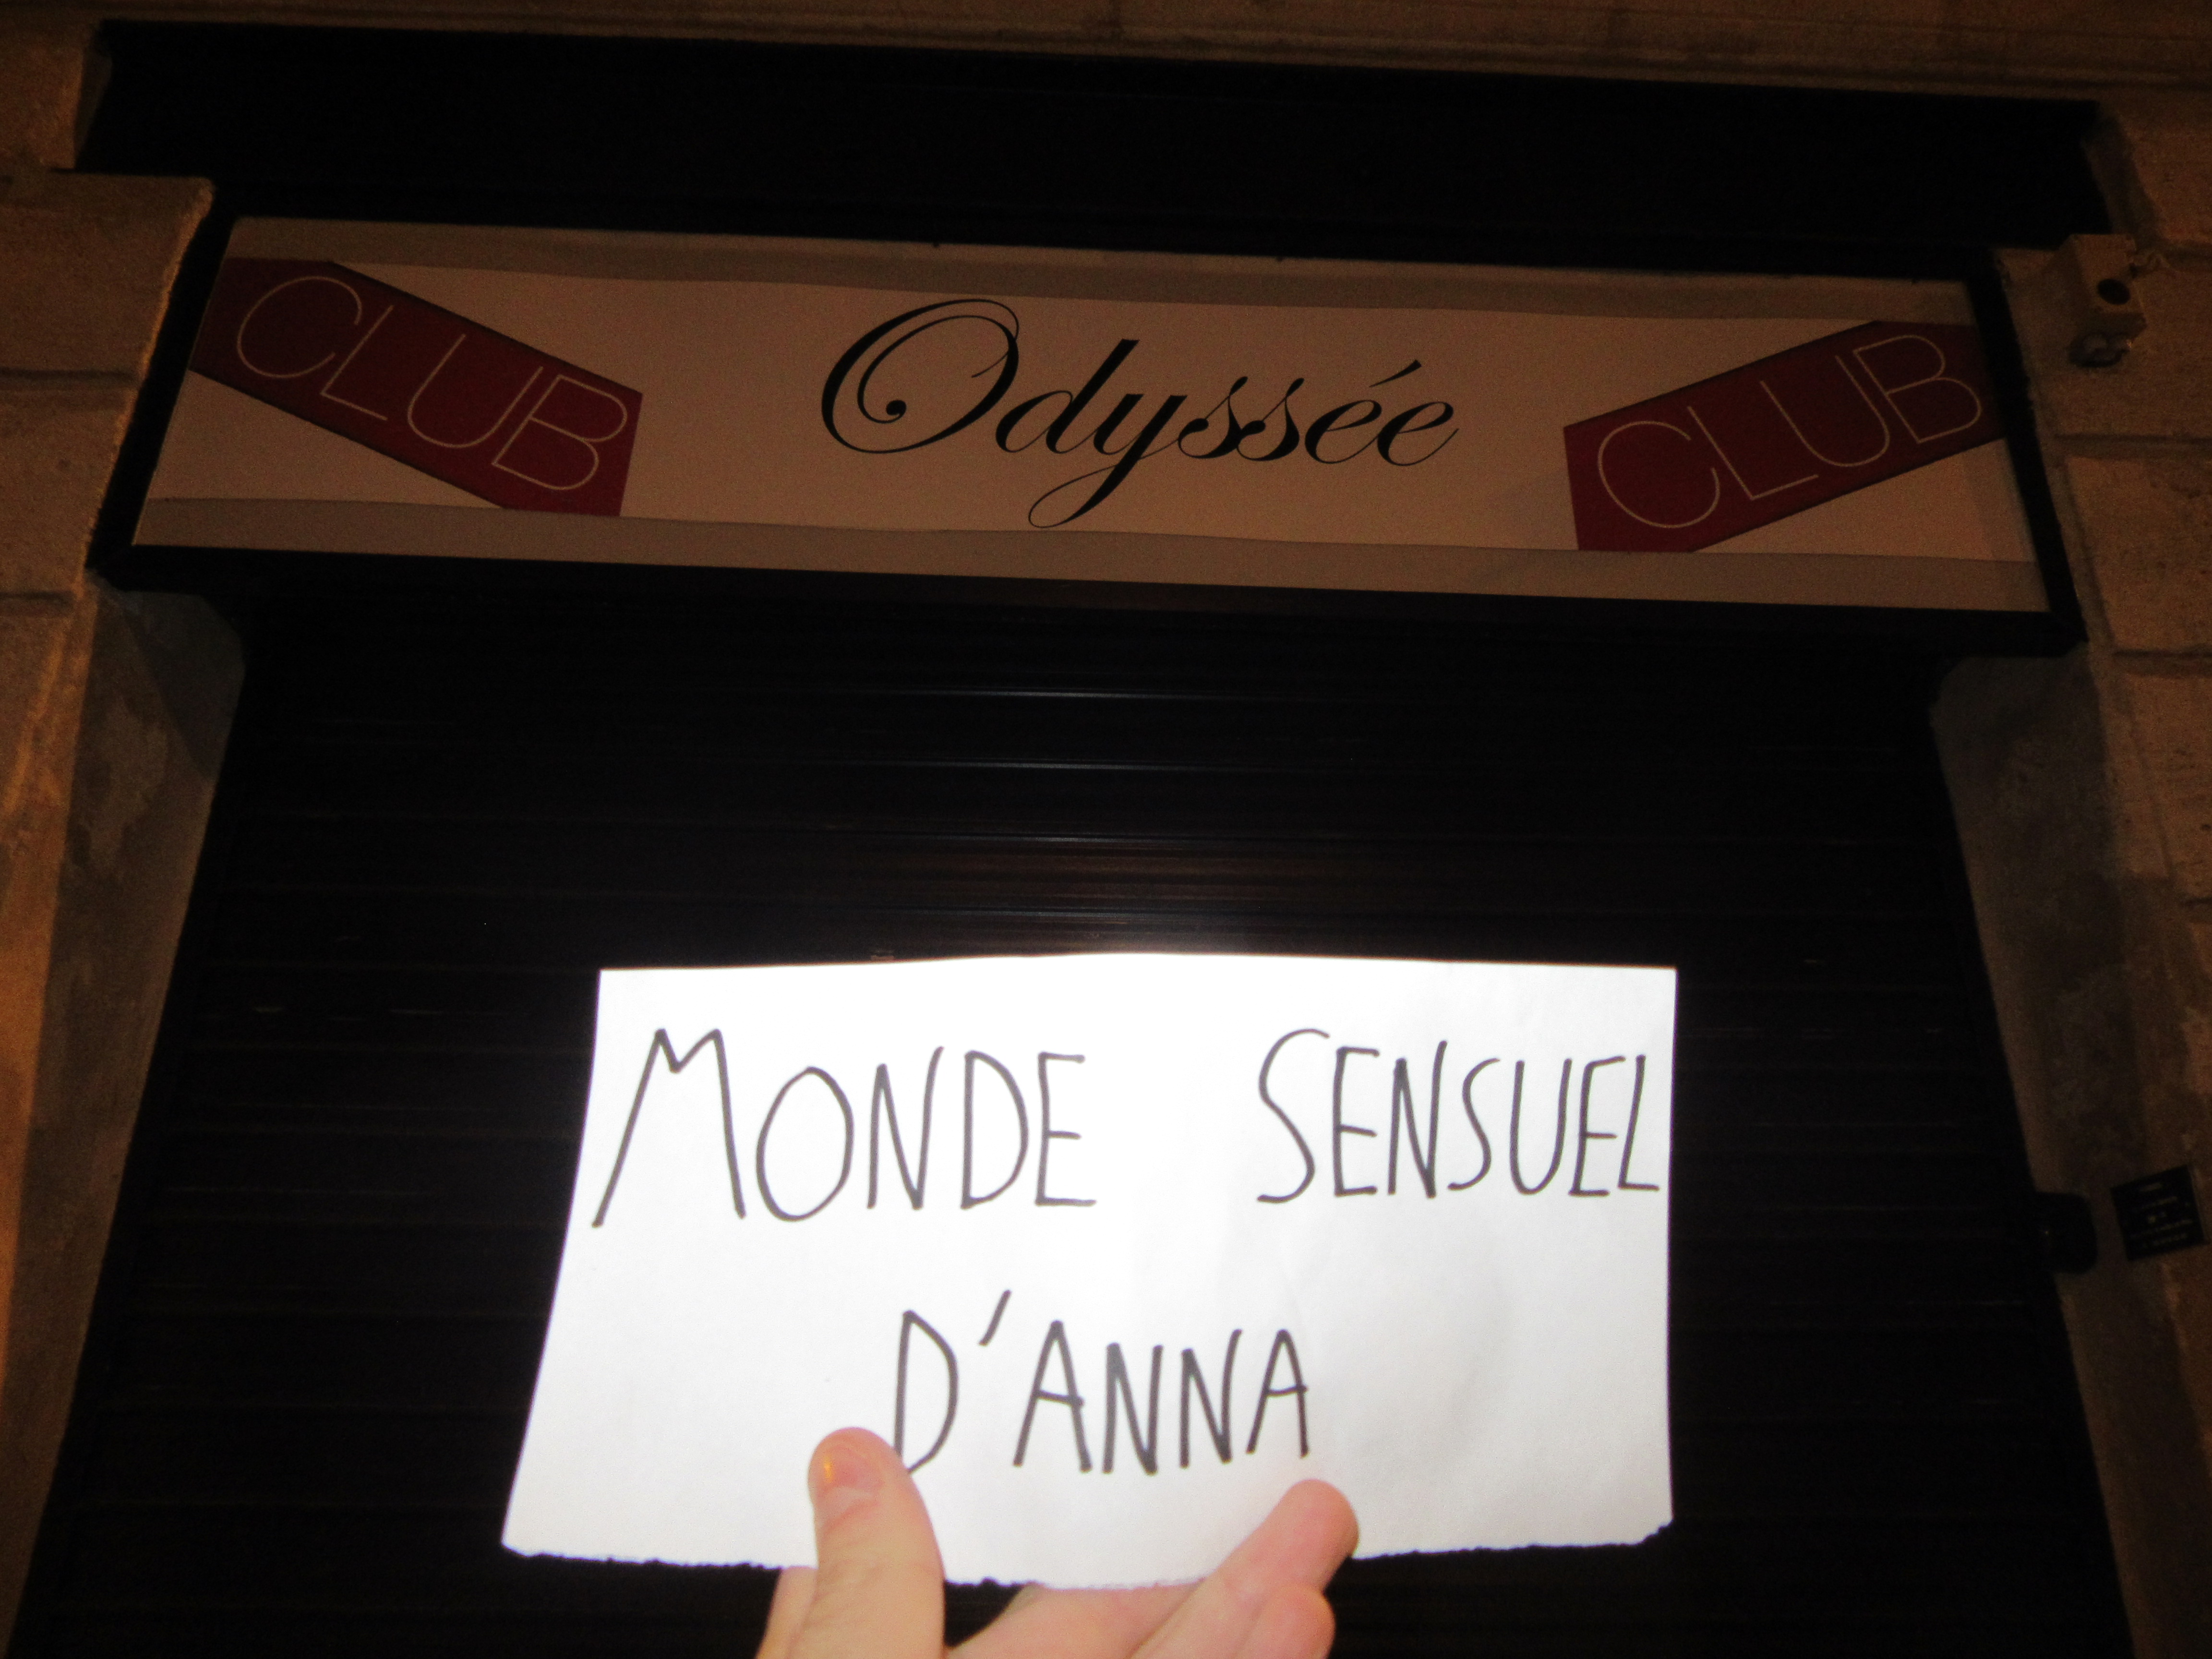 CLUB
Odyssée
CLUB
MONDE SENSUEL
D'ANNA